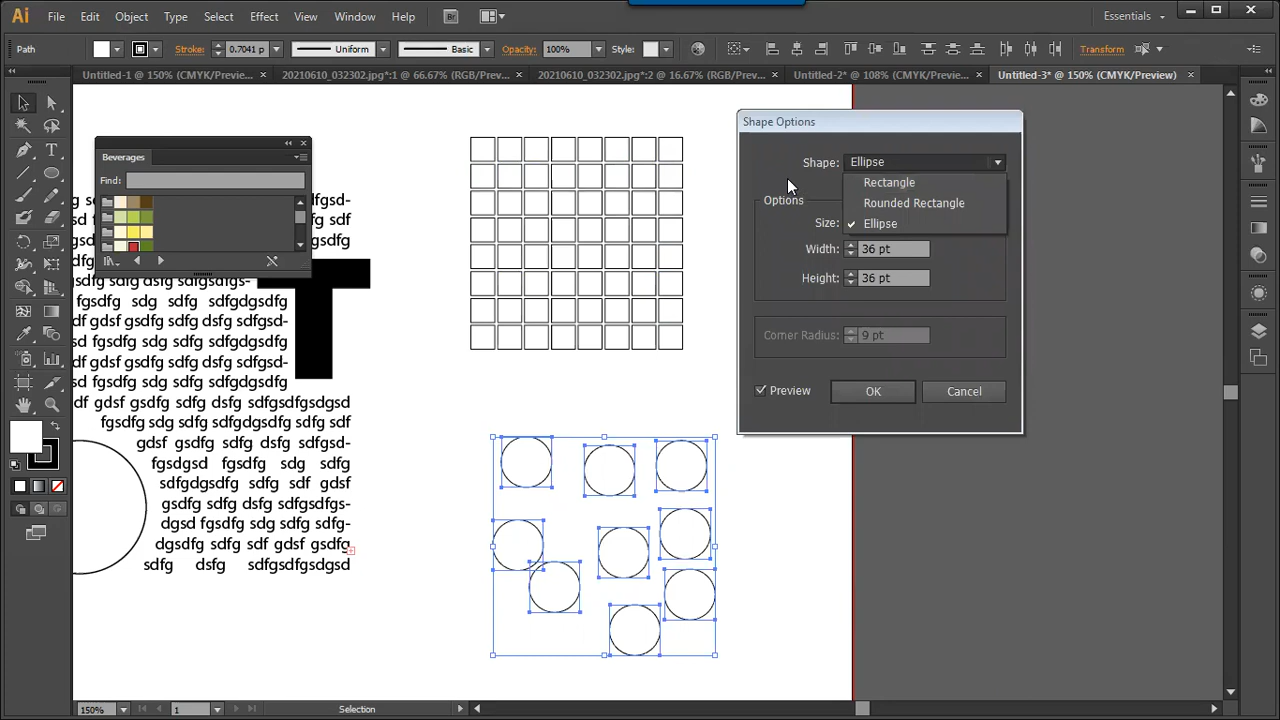 Ai File Edit Object Type Select Effect View Window Help Br Essentials
Path Stroke: 0.7041 p Uniform Basic Opacity: 100% Style: Transform
Untitled-1 @ 150% (CMYK/Preview) 20210610_032302.jpg*:1 @ 66.67% (RGB/Prev... 20210610_032302.jpg*:2 @ 16.67% (RGB/Prev... Untitled-2* @ 108% (CMYK/Preview... Untitled-3* @ 150% (CMYK/Preview)
Beverages
Find:
sdfg
sdf
sdfg
gsdfgs-
fgsdfg sdg sdfg sdfgdgsdfg
df gdsf gsdfg sdfg dsfg sdfgsd-
fgsdfg sdg sdfg sdfgdgsdfg
df gdsf gsdfg sdfg dsfg sdfgsd-
fgsdfg sdg sdfg sdfgdgsdfg
df gdsf gsdfg sdfg dsfg sdfgsdfgsdgsd
fgsdfg sdg sdfg sdfgdgsdfg sdfg sdf
gdsf gsdfg sdfg dsfg sdfgsd-
fgsdgsd fgsdfg sdg sdfg
sdfgdgsdfg sdfg sdf gdsf
gsdfg sdfg dsfg sdfgsdfgs-
dgsd fgsdfg sdg sdfg sdfg-
dgsdfg sdfg sdf gdsf gsdfg
sdfg dsfg sdfgsdfgsdgsd
T
Shape Options
Shape: Ellipse
Rectangle
Rounded Rectangle
Ellipse
Options
Size:
Width: 36 pt
Height: 36 pt
Corner Radius: 9 pt
Preview OK Cancel
150% 1 Selection